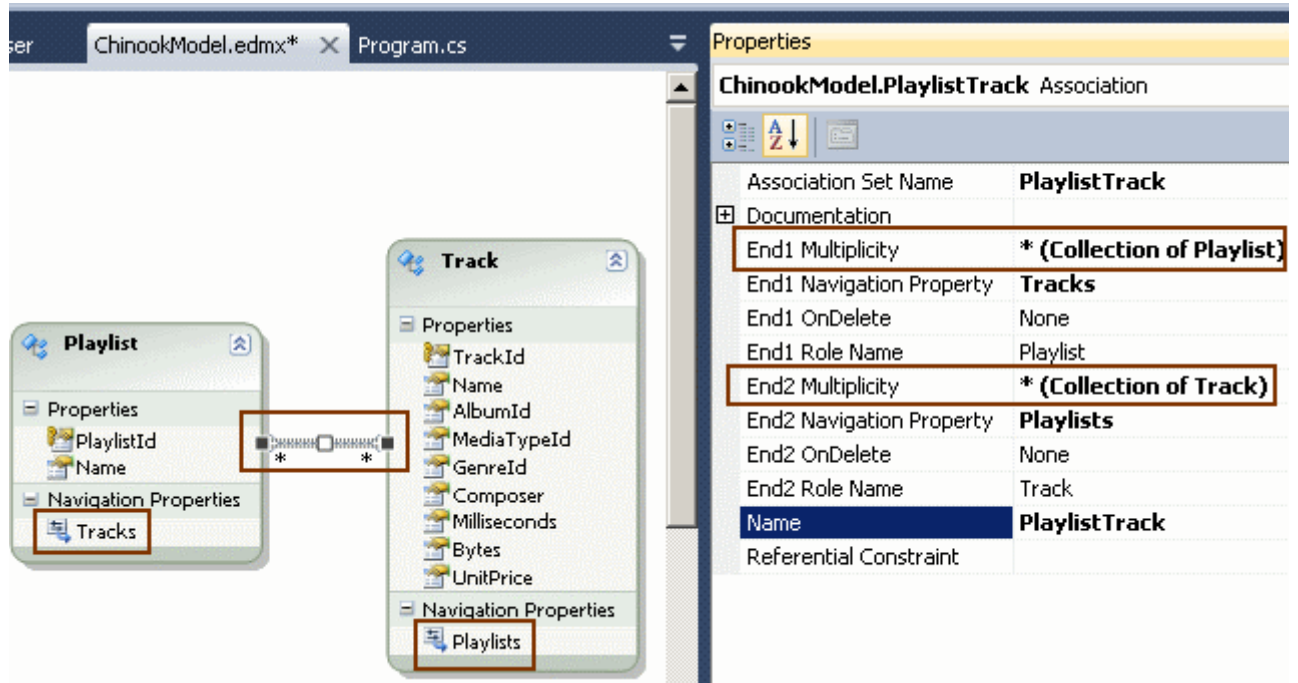 ser ChinookModel.edmx* Program.cs
Playlist
Properties
PlaylistId
Name
Navigation Properties
Tracks
* *
Track
Properties
TrackId
Name
AlbumId
MediaTypeId
GenreId
Composer
Milliseconds
Bytes
UnitPrice
Navigation Properties
Playlists
Properties
ChinookModel.PlaylistTrack Association
Association Set Name PlaylistTrack
Documentation
End1 Multiplicity * (Collection of Playlist)
End1 Navigation Property Tracks
End1 OnDelete None
End1 Role Name Playlist
End2 Multiplicity * (Collection of Track)
End2 Navigation Property Playlists
End2 OnDelete None
End2 Role Name Track
Name PlaylistTrack
Referential Constraint